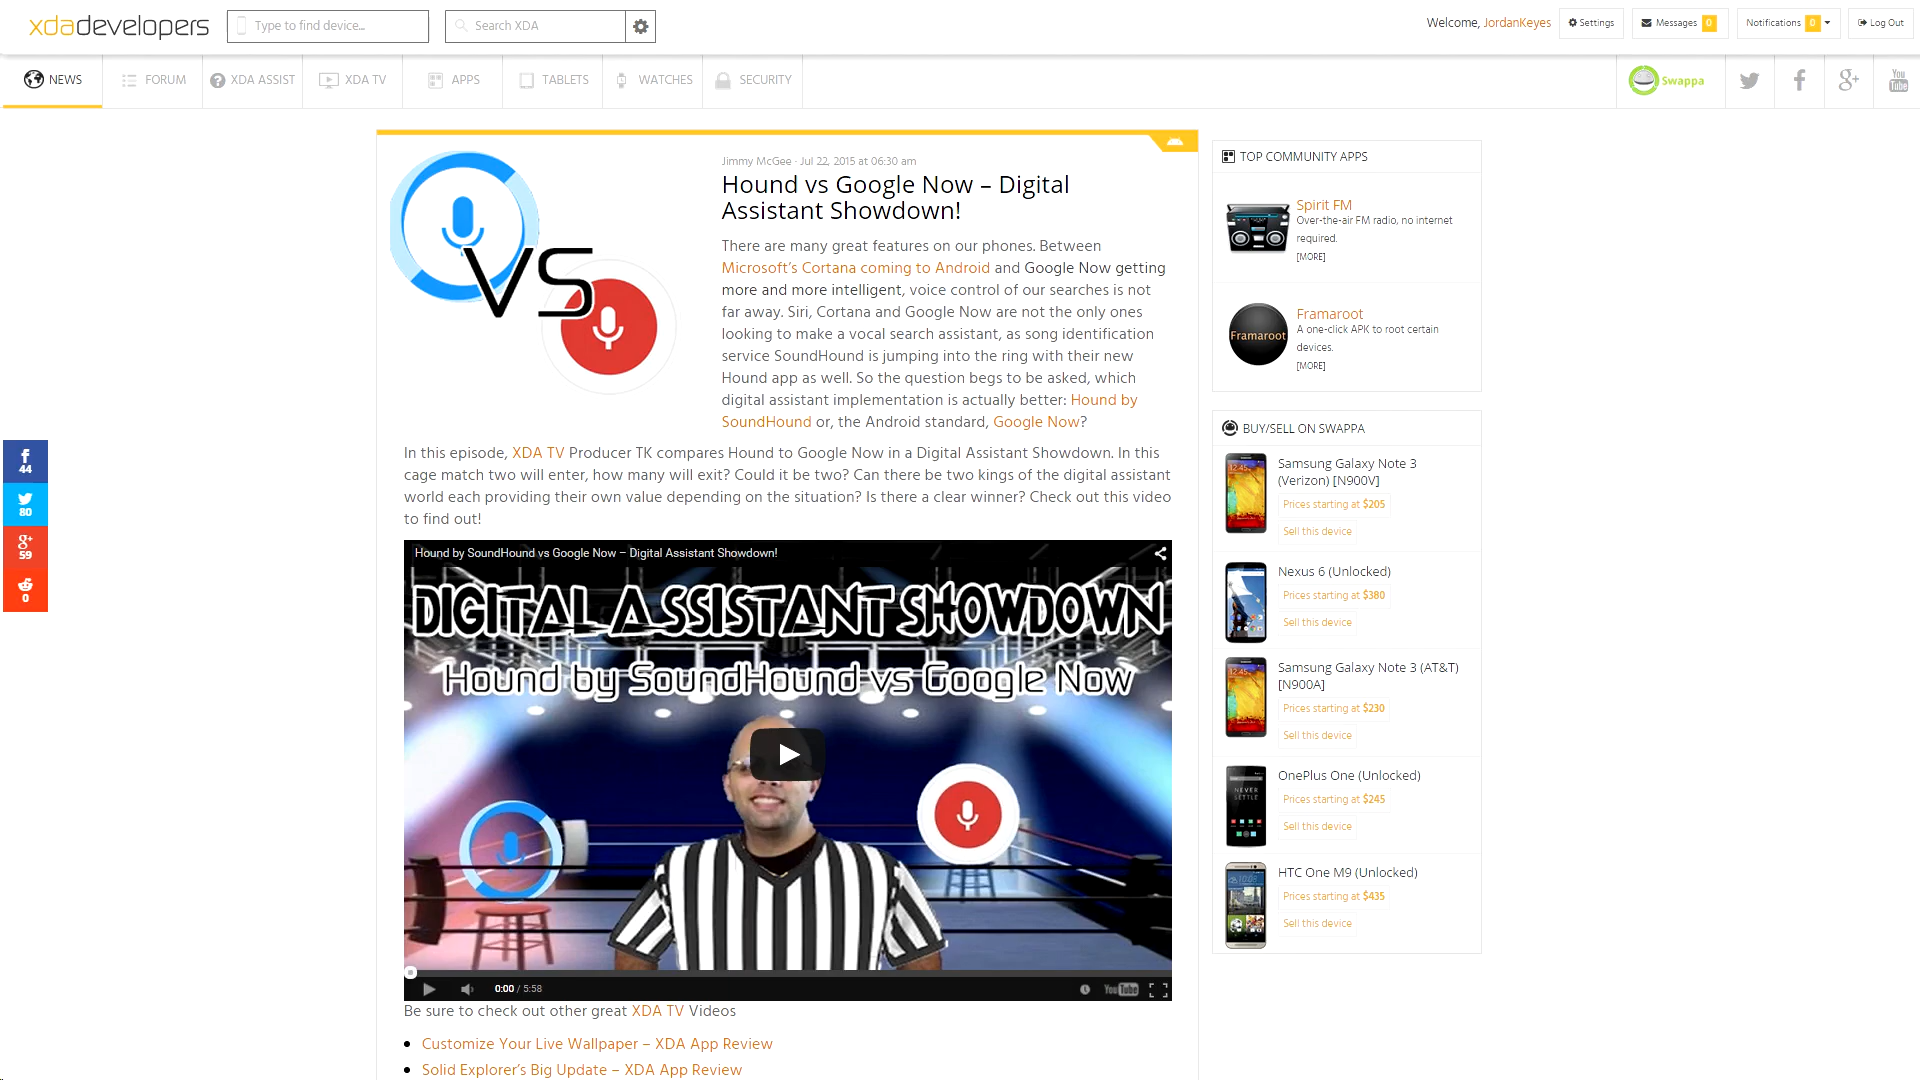 xdadevelopers
Type to find device...
Search XDA
Welcome, JordanKeyes
Settings
Messages 0
Notifications 0
Log Out
NEWS
FORUM
XDA ASSIST
XDA TV
APPS
TABLETS
WATCHES
SECURITY
Swappa
You
Tube
Jimmy McGee · Jul 22, 2015 at 06:30 am
Hound vs Google Now – Digital
Assistant Showdown!
VS
There are many great features on our phones. Between
Microsoft's Cortana coming to Android and Google Now getting
more and more intelligent, voice control of our searches is not
far away. Siri, Cortana and Google Now are not the only ones
looking to make a vocal search assistant, as song identification
service SoundHound is jumping into the ring with their new
Hound app as well. So the question begs to be asked, which
digital assistant implementation is actually better: Hound by
SoundHound or, the Android standard, Google Now?
In this episode, XDA TV Producer TK compares Hound to Google Now in a Digital Assistant Showdown. In this
cage match two will enter, how many will exit? Could it be two? Can there be two kings of the digital assistant
world each providing their own value depending on the situation? Is there a clear winner? Check out this video
to find out!
44
80
g+
59
0
Hound by SoundHound vs Google Now – Digital Assistant Showdown!
DIGITAL ASSISTANT SHOWDOWN
Hound by SoundHound vs Google Now
0:00 / 5:58
YouTube
Be sure to check out other great XDA TV Videos
Customize Your Live Wallpaper – XDA App Review
Solid Explorer's Big Update – XDA App Review
TOP COMMUNITY APPS
Spirit FM
Over-the-air FM radio, no internet
required.
[MORE]
Framaroot
Framaroot
A one-click APK to root certain
devices.
[MORE]
BUY/SELL ON SWAPPA
Samsung Galaxy Note 3
(Verizon) [N900V]
Prices starting at $205
Sell this device
Nexus 6 (Unlocked)
Prices starting at $380
Sell this device
Samsung Galaxy Note 3 (AT&T)
[N900A]
Prices starting at $230
Sell this device
OnePlus One (Unlocked)
NEVER
SETTLE
Prices starting at $245
Sell this device
HTC One M9 (Unlocked)
Prices starting at $435
Sell this device